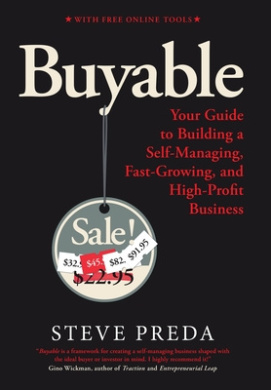 ★ WITH FREE ONLINE TOOLS ★
Buyable
Your Guide
to Building a
Self-Managing,
Fast-Growing, and
High-Profit
Business
Sale!
$32.
$45.
$82.
$91.95
$22.95
STEVE PREDA
"Buyable is a framework for creating a self-managing business shaped with
the ideal buyer or investor in mind. I highly recommend it!"
Gino Wickman, author of Traction and Entrepreneurial Leap